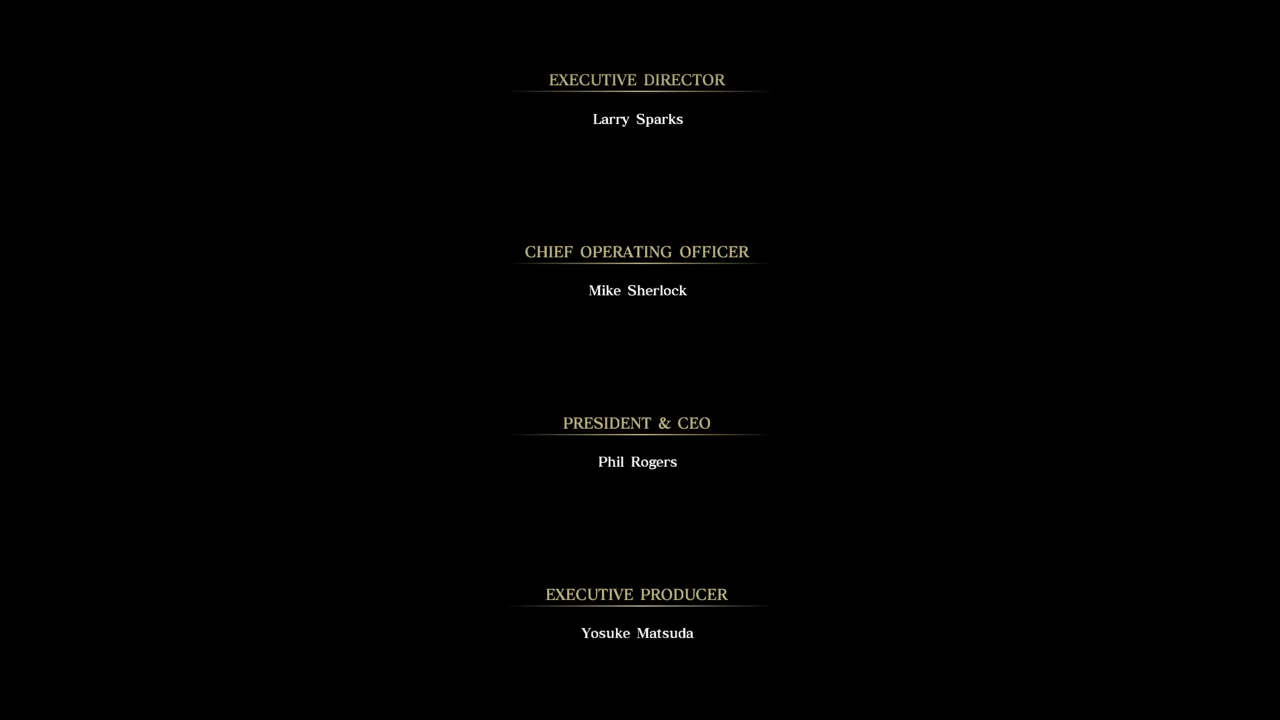 EXECUTIVE DIRECTOR
Larry Sparks
CHIEF OPERATING OFFICER
Mike Sherlock
PRESIDENT & CEO
Phil Rogers
EXECUTIVE PRODUCER
Yosuke Matsuda